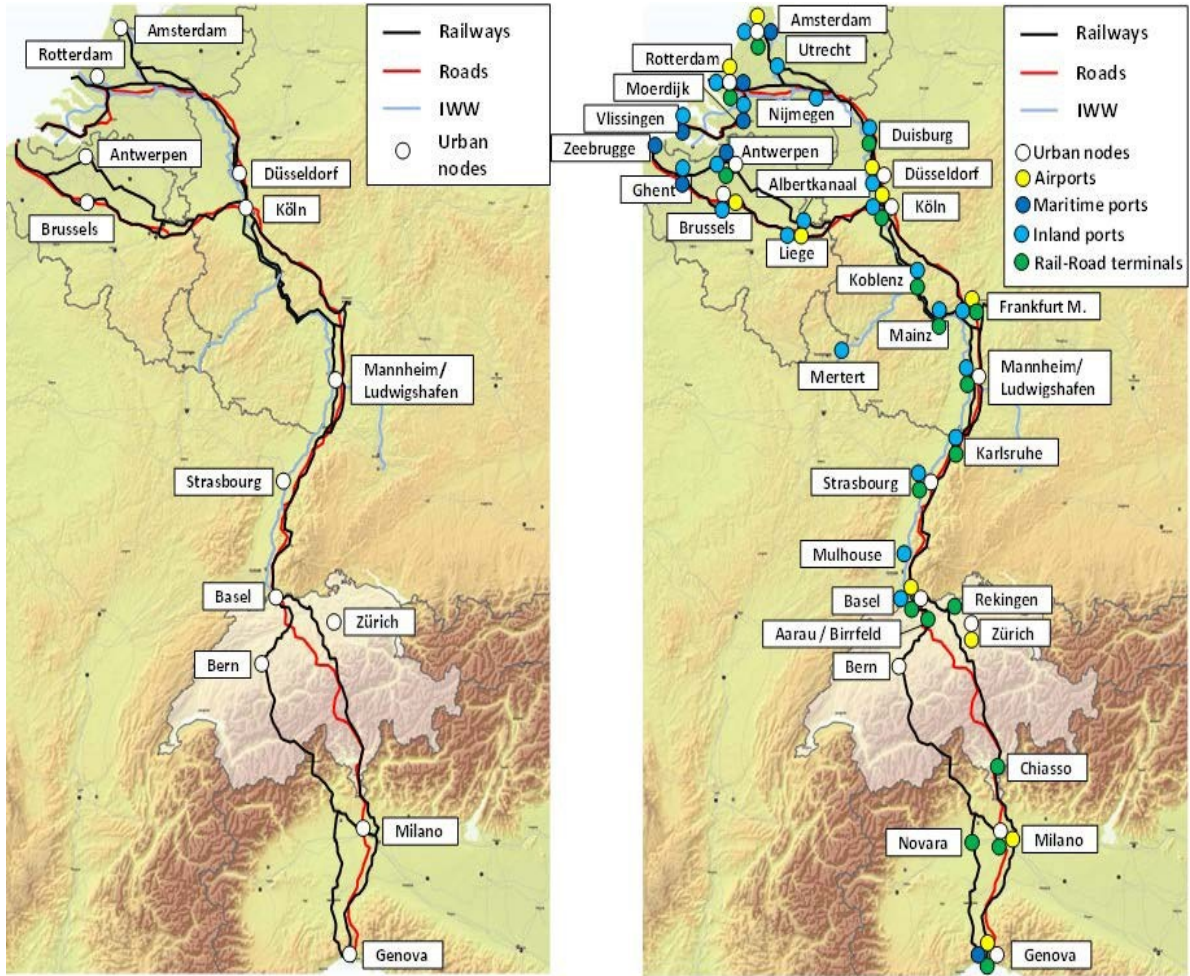 Amsterdam
Rotterdam
Antwerpen
Düsseldorf
Köln
Brussels
Mannheim/
Ludwigshafen
Strasbourg
Basel
Zürich
Bern
Milano
Genova
Railways
Roads
IWW
Urban
nodes
Amsterdam
Utrecht
Rotterdam
Moerdijk
Vlissingen
Nijmegen
Zeebrugge
Duisburg
Antwerpen
Düsseldorf
Albertkanaal
Ghent
Köln
Brussels
Liege
Koblenz
Frankfurt M.
Mainz
Mertert
Mannheim/
Ludwigshafen
Karlsruhe
Strasbourg
Mulhouse
Basel
Rekingen
Aarau / Birrfeld
Zürich
Bern
Chiasso
Novara
Milano
Genova
Railways
Roads
IWW
Urban nodes
Airports
Maritime ports
Inland ports
Rail-Road terminals